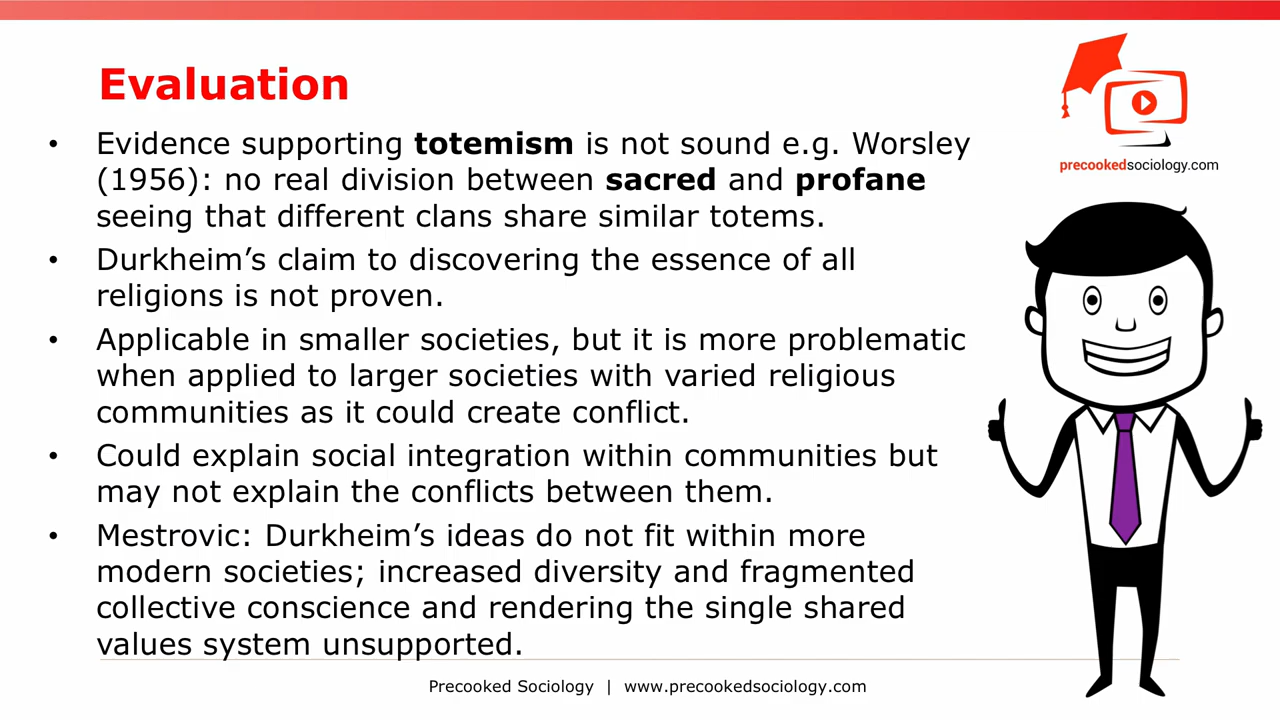 Evaluation
precookedsociology.com
• Evidence supporting totemism is not sound e.g. Worsley
(1956): no real division between sacred and profane
seeing that different clans share similar totems.
• Durkheim’s claim to discovering the essence of all
religions is not proven.
• Applicable in smaller societies, but it is more problematic
when applied to larger societies with varied religious
communities as it could create conflict.
• Could explain social integration within communities but
may not explain the conflicts between them.
• Mestrovic: Durkheim’s ideas do not fit within more
modern societies; increased diversity and fragmented
collective conscience and rendering the single shared
values system unsupported.
Precooked Sociology | www.precookedsociology.com